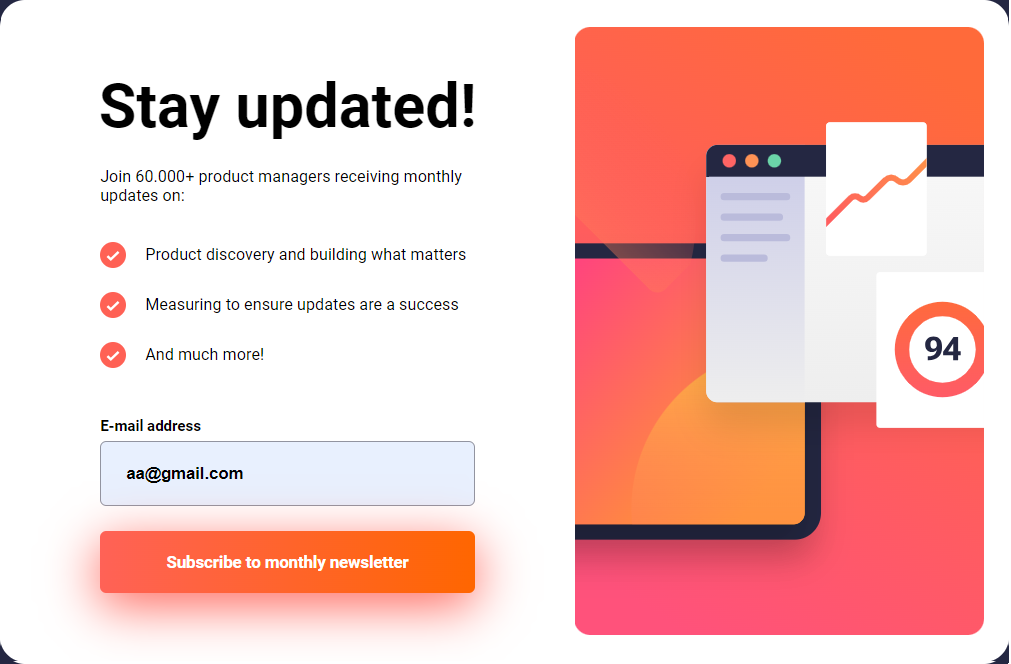 Stay updated!
Join 60.000+ product managers receiving monthly
updates on:
Product discovery and building what matters
Measuring to ensure updates are a success
And much more!
E-mail address
aa@gmail.com
Subscribe to monthly newsletter
94